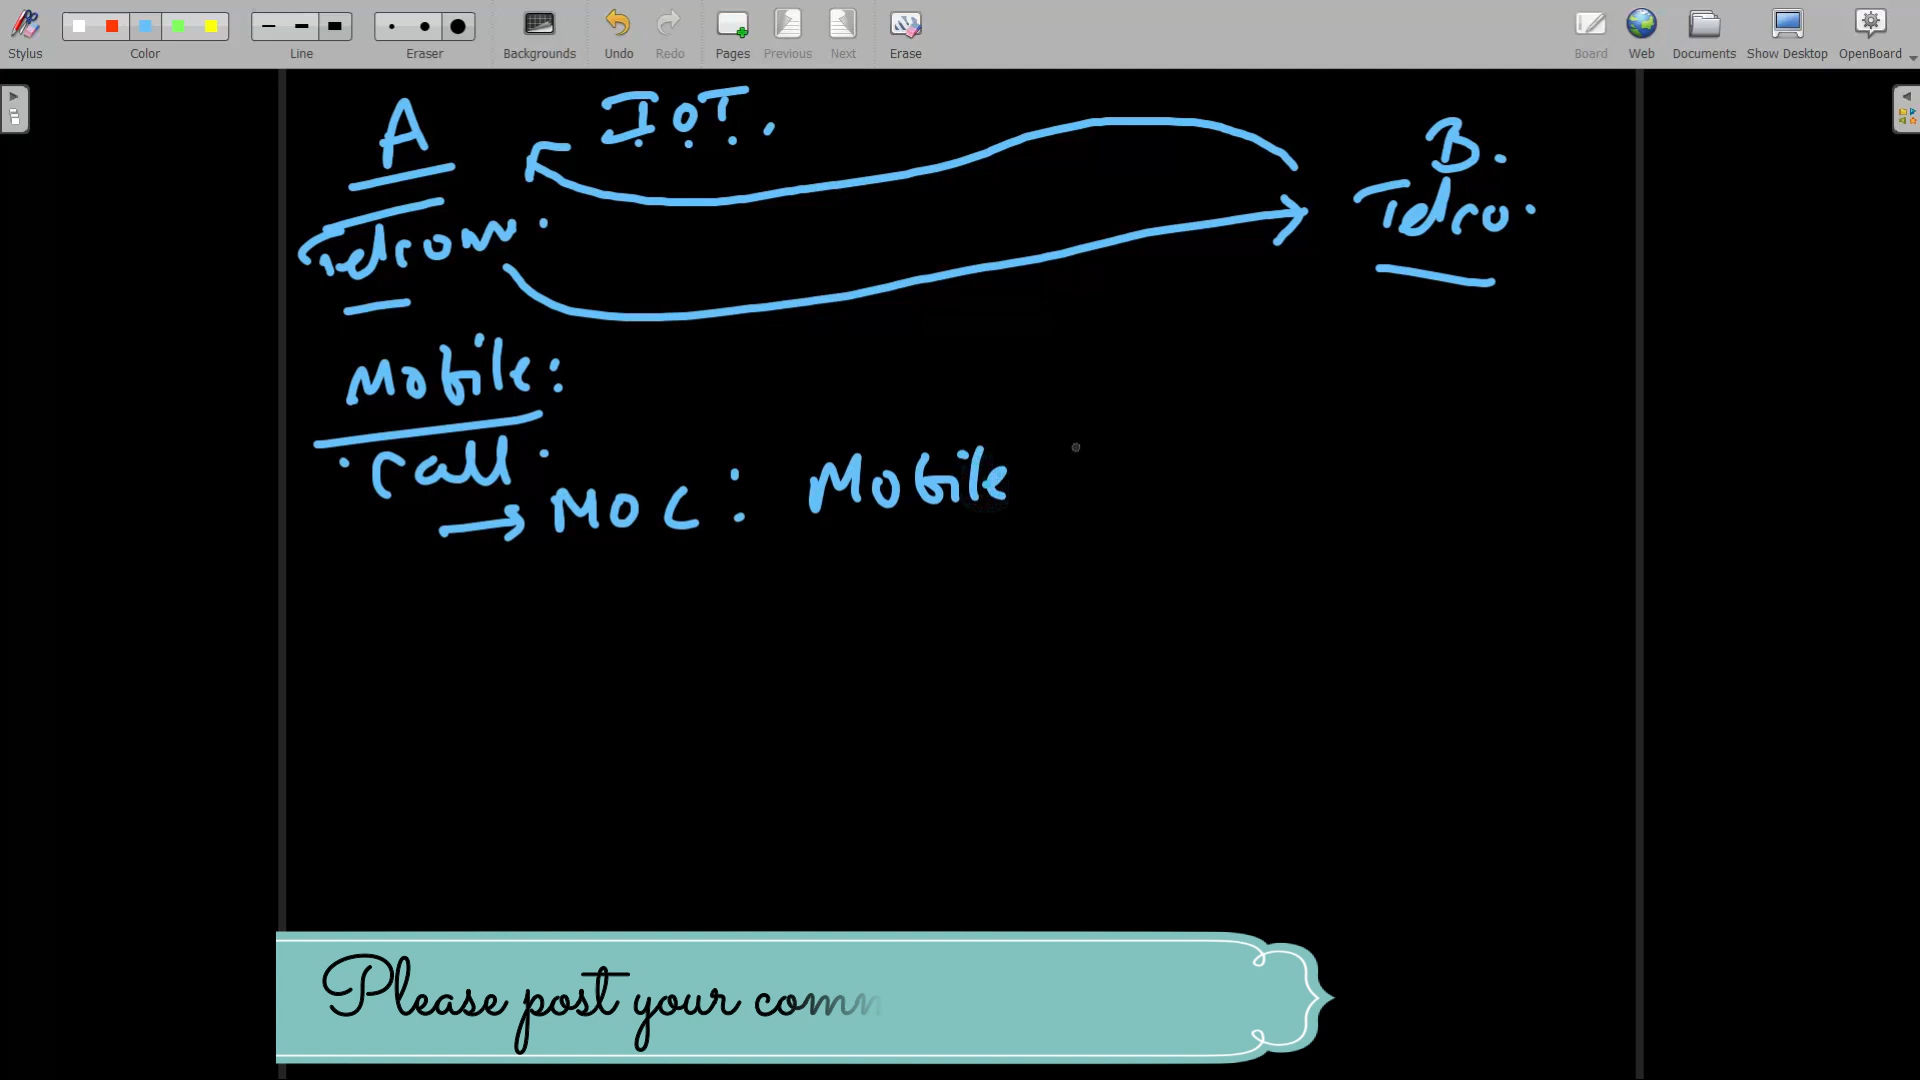 Stylus Color Line Eraser Backgrounds Undo Redo Pages Previous Next Erase Board Web Documents Show Desktop OpenBoard
A I.O.T. B.
Telcom. Telco.
Mobile:
Call.
→ MOC : Mobile
Please post your comm